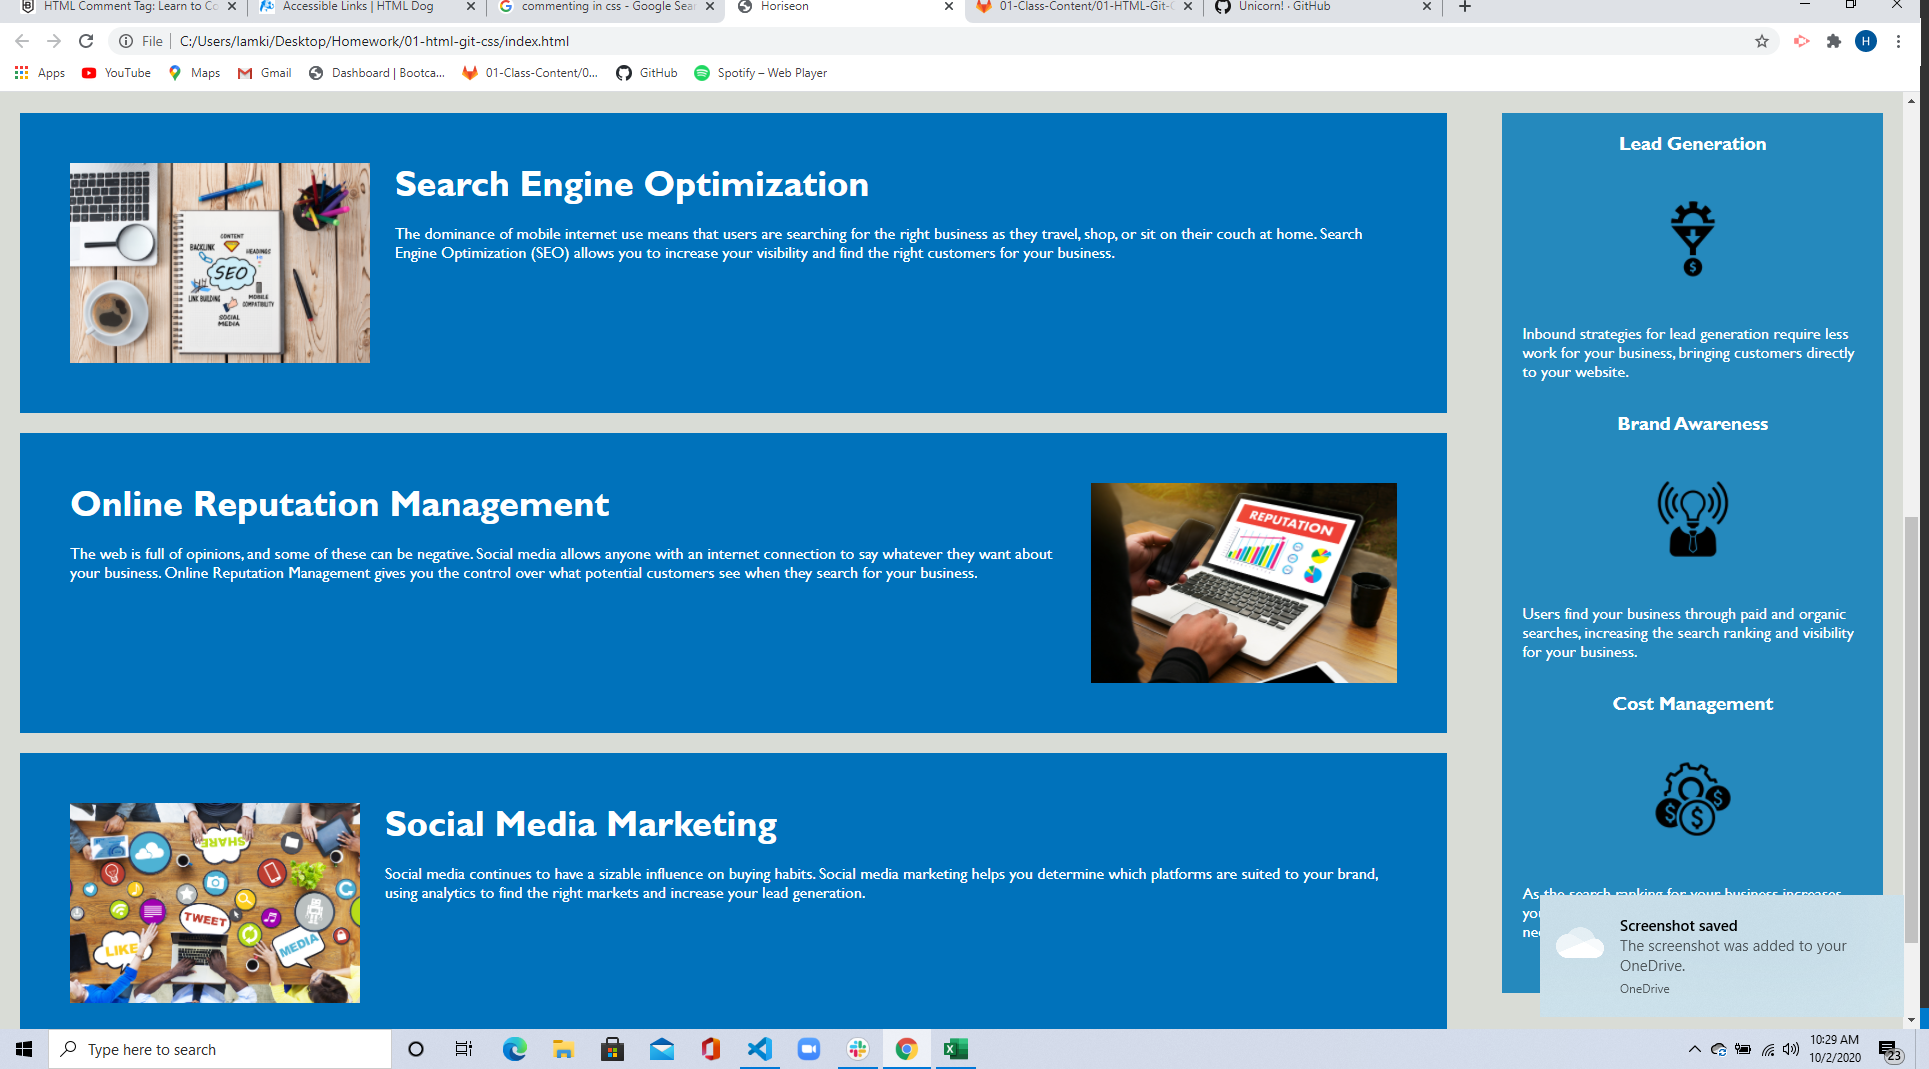 HTML Comment Tag: Learn to Co
Accessible Links | HTML Dog
commenting in css - Google Sear
Horiseon
01-Class-Content/01-HTML-Git-C
Unicorn! · GitHub
File
C:/Users/lamki/Desktop/Homework/01-html-git-css/index.html
H
Apps
YouTube
Maps
Gmail
Dashboard | Bootca...
01-Class-Content/0...
GitHub
Spotify – Web Player
CONTENT
BACKLINK
HEADINGS
SEO
LINK BUILDING
MOBILE
COMPATIBILITY
SOCIAL
MEDIA
Search Engine Optimization
The dominance of mobile internet use means that users are searching for the right business as they travel, shop, or sit on their couch at home. Search
Engine Optimization (SEO) allows you to increase your visibility and find the right customers for your business.
Online Reputation Management
The web is full of opinions, and some of these can be negative. Social media allows anyone with an internet connection to say whatever they want about
your business. Online Reputation Management gives you the control over what potential customers see when they search for your business.
REPUTATION
SHARE
TWEET
LIKE
MEDIA
Social Media Marketing
Social media continues to have a sizable influence on buying habits. Social media marketing helps you determine which platforms are suited to your brand,
using analytics to find the right markets and increase your lead generation.
Lead Generation
$
Inbound strategies for lead generation require less
work for your business, bringing customers directly
to your website.
Brand Awareness
Users find your business through paid and organic
searches, increasing the search ranking and visibility
for your business.
Cost Management
$ $ $
As the search ranking for your business increases
yo
ne
Screenshot saved
The screenshot was added to your
OneDrive.
OneDrive
Type here to search
10:29 AM
10/2/2020
23